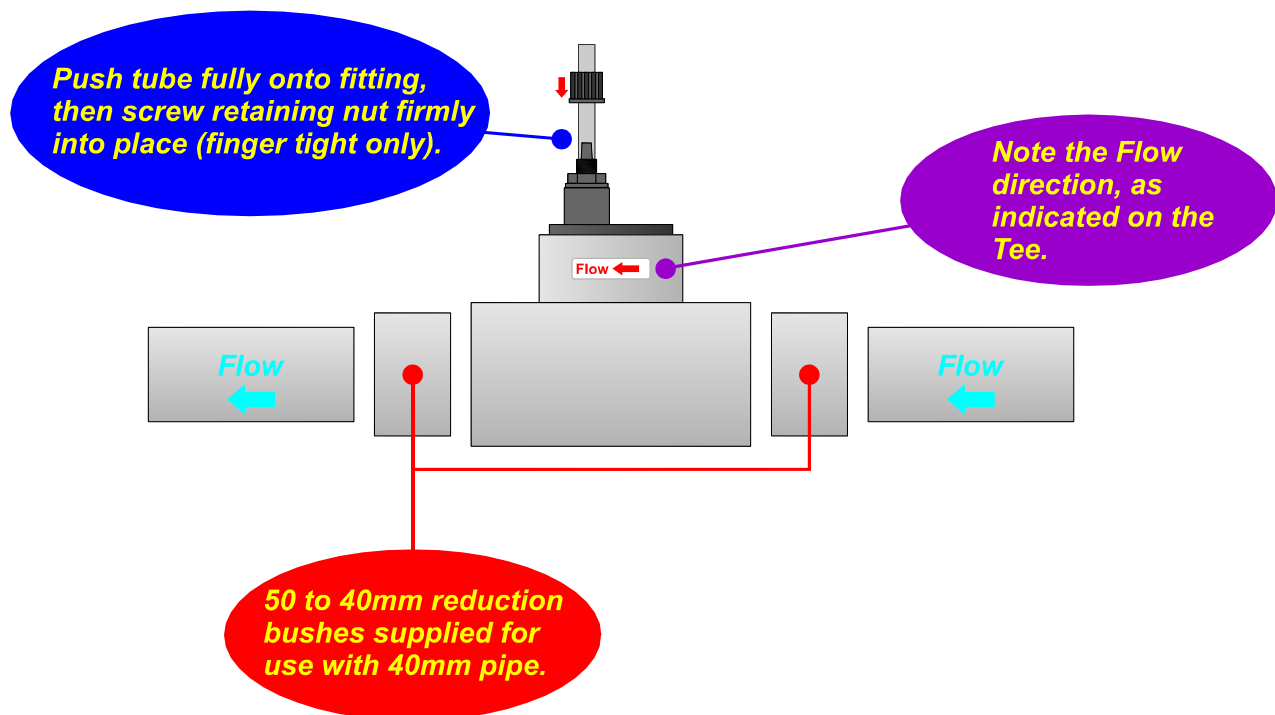 Push tube fully onto fitting,
then screw retaining nut firmly
into place (finger tight only).
Note the Flow
direction, as
indicated on the
Tee.
Flow
Flow
Flow
50 to 40mm reduction
bushes supplied for
use with 40mm pipe.